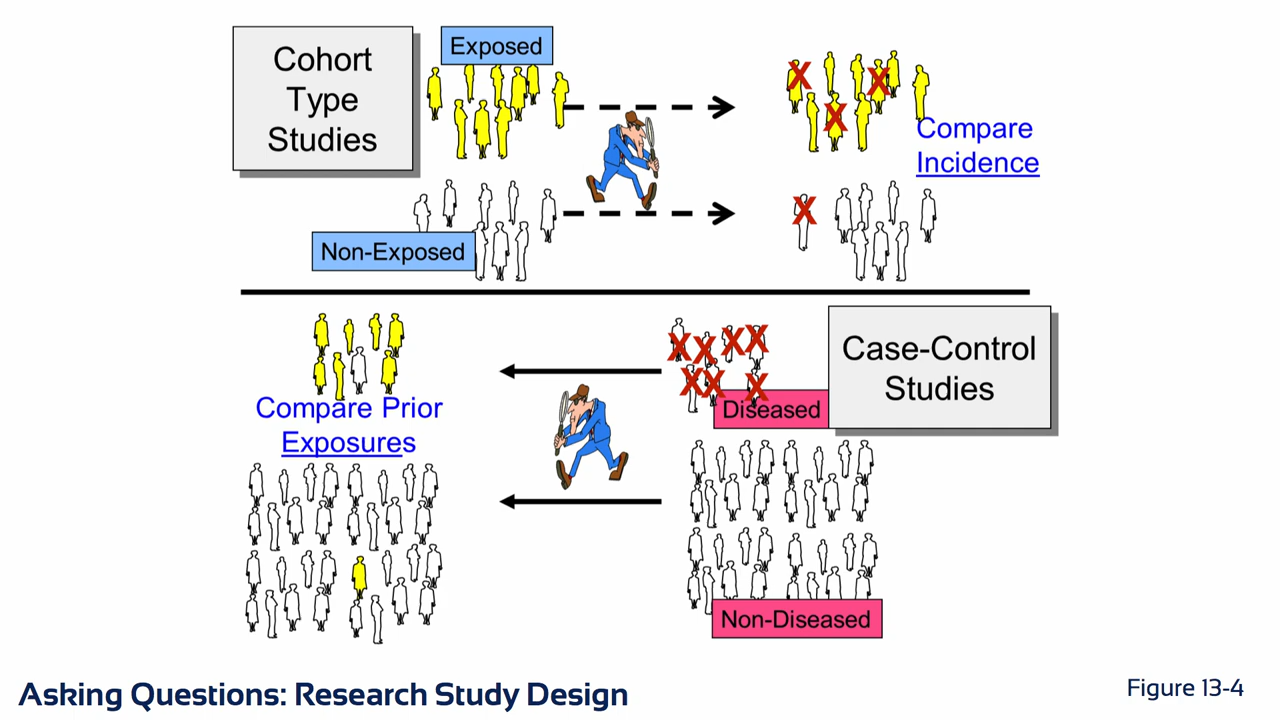 Cohort
Type
Studies
Exposed
Non-Exposed
Compare
Incidence
Case-Control
Studies
Diseased
Non-Diseased
Compare Prior
Exposures
Asking Questions: Research Study Design
Figure 13-4